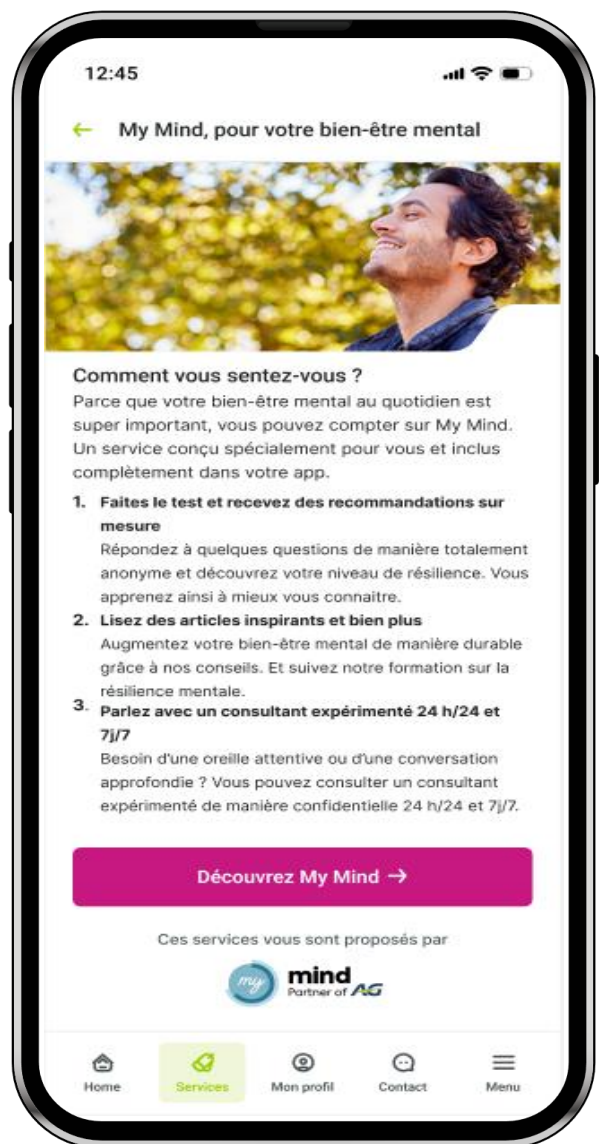 12:45
← My Mind, pour votre bien-être mental
Comment vous sentez-vous ?
Parce que votre bien-être mental au quotidien est
super important, vous pouvez compter sur My Mind.
Un service conçu spécialement pour vous et inclus
complètement dans votre app.
1. Faites le test et recevez des recommandations sur
mesure
Répondez à quelques questions de manière totalement
anonyme et découvrez votre niveau de résilience. Vous
apprenez ainsi à mieux vous connaitre.
2. Lisez des articles inspirants et bien plus
Augmentez votre bien-être mental de manière durable
grâce à nos conseils. Et suivez notre formation sur la
résilience mentale.
3. Parlez avec un consultant expérimenté 24 h/24 et
7j/7
Besoin d'une oreille attentive ou d'une conversation
approfondie ? Vous pouvez consulter un consultant
expérimenté de manière confidentielle 24 h/24 et 7j/7.
Découvrez My Mind →
Ces services vous sont proposés par
my mind
Partner of AG
Home Services Mon profil Contact Menu